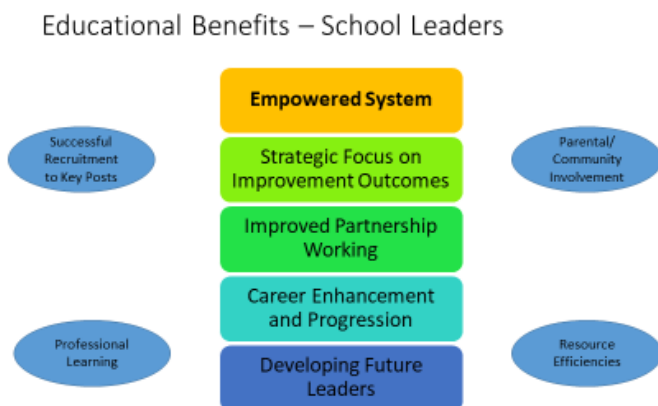 Educational Benefits – School Leaders
Empowered System
Successful
Recruitment
to Key Posts
Strategic Focus on
Improvement Outcomes
Parental/
Community
Involvement
Improved Partnership
Working
Career Enhancement
and Progression
Professional
Learning
Resource
Efficiencies
Developing Future
Leaders